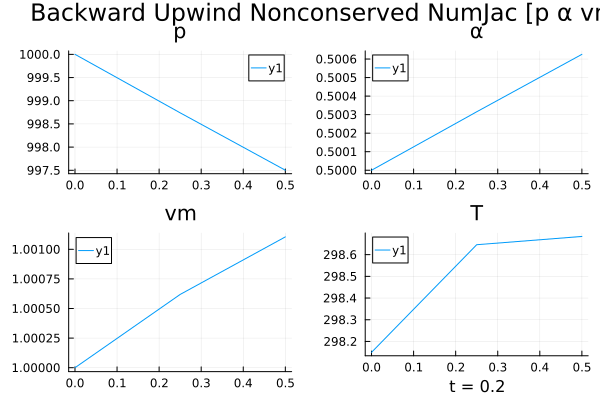 Backward Upwind Nonconserved NumJac [p α
p
α
1000.0
999.5
999.0
998.5
998.0
997.5
y1
0.0 0.1 0.2 0.3 0.4 0.5
0.5006
0.5004
0.5002
0.5001
0.5000
y1
0.0 0.1 0.2 0.3 0.4 0.5
vm
T
1.00100
1.00075
1.00050
1.00025
1.00000
y1
0.0 0.1 0.2 0.3 0.4 0.5
298.6
298.5
298.4
298.3
298.2
y1
0.0 0.1 0.2 0.3 0.4 0.5
t = 0.2